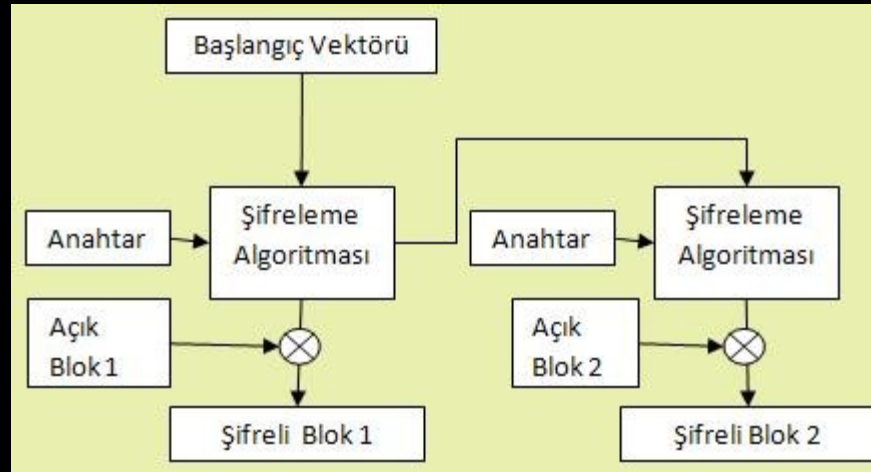 Başlangıç Vektörü
Anahtar
Şifreleme
Algoritması
Anahtar
Şifreleme
Algoritması
Açık
Blok 1
Açık
Blok 2
Şifreli Blok 1
Şifreli Blok 2